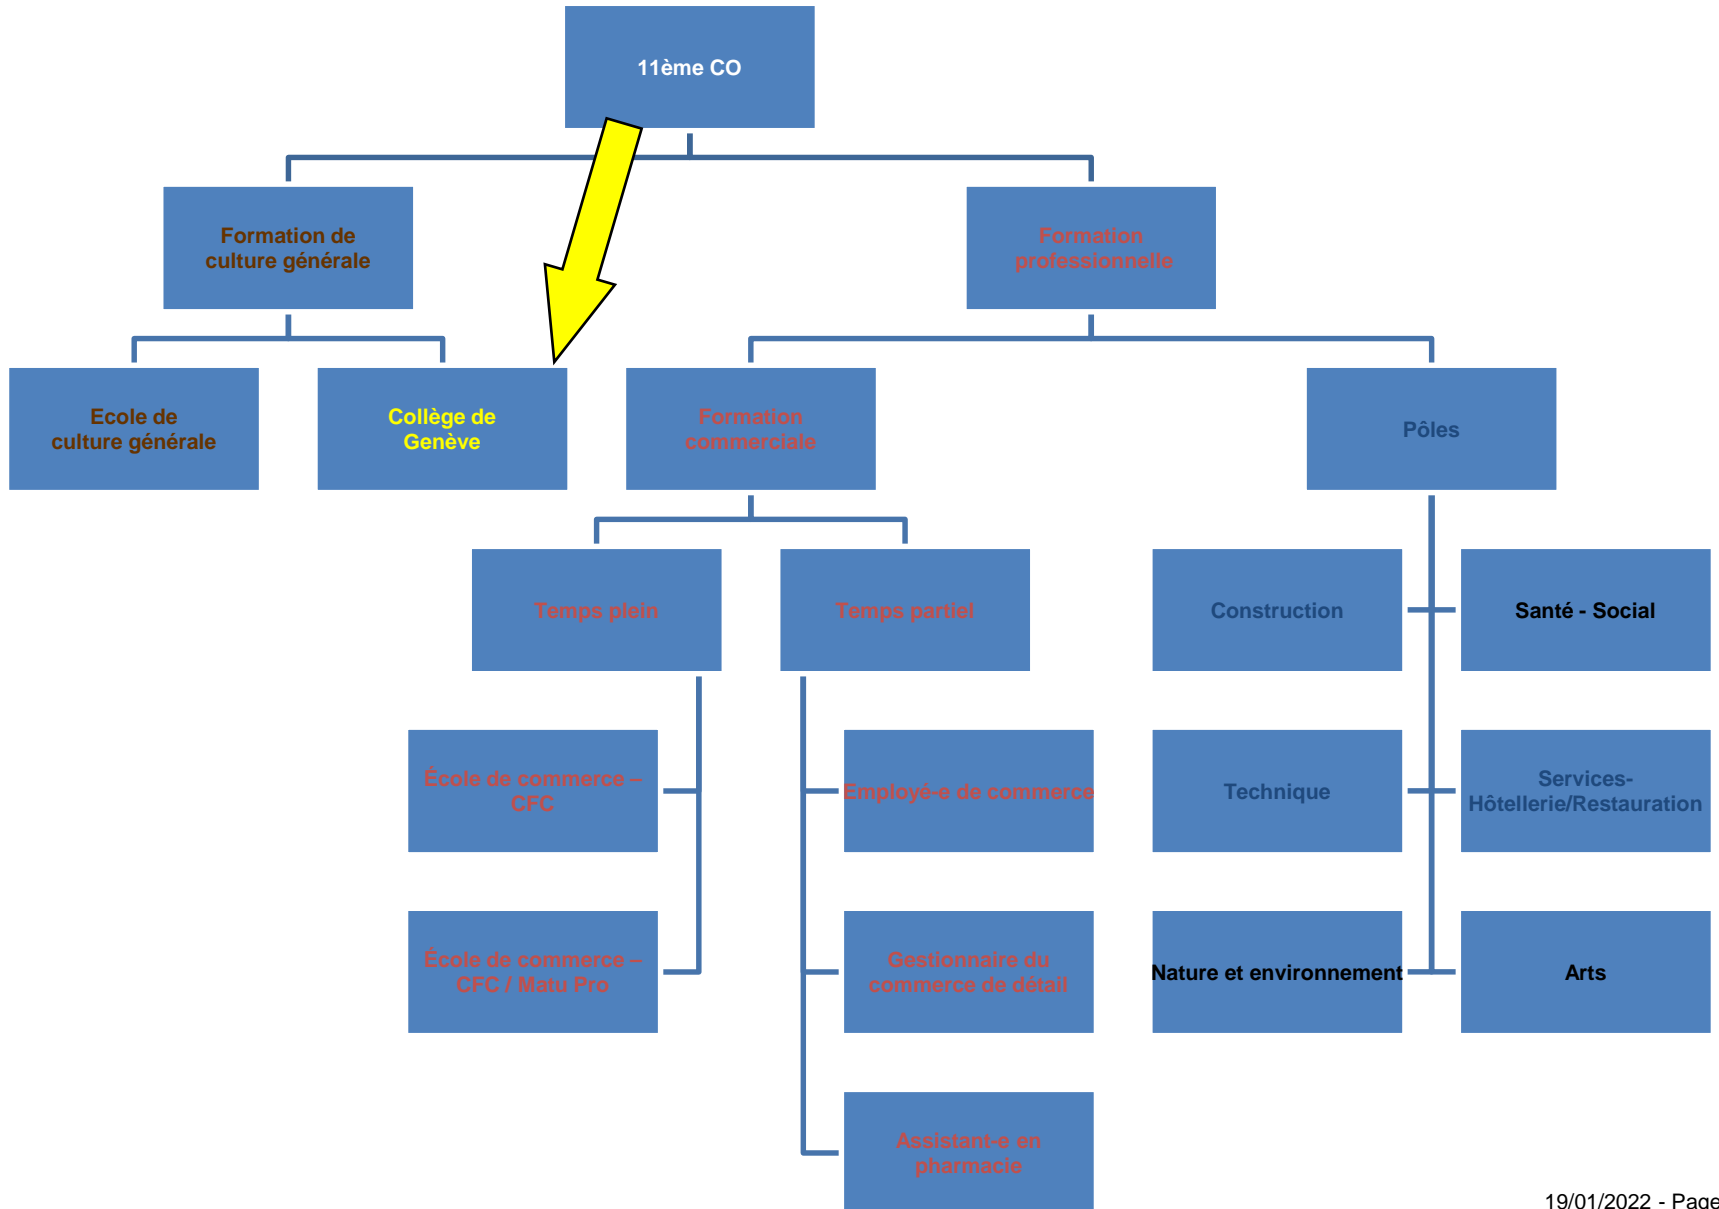 11ème CO
Formation de
culture générale
Formation
professionnelle
Ecole de
culture générale
Collège de
Genève
Formation
commerciale
Pôles
Temps plein
Temps partiel
Construction
Santé - Social
École de commerce –
CFC
Employé-e de commerce
Technique
Services-
Hôtellerie/Restauration
École de commerce –
CFC / Matu Pro
Gestionnaire du
commerce de détail
Nature et environnement
Arts
Assistant-e en
pharmacie
19/01/2022 - Page